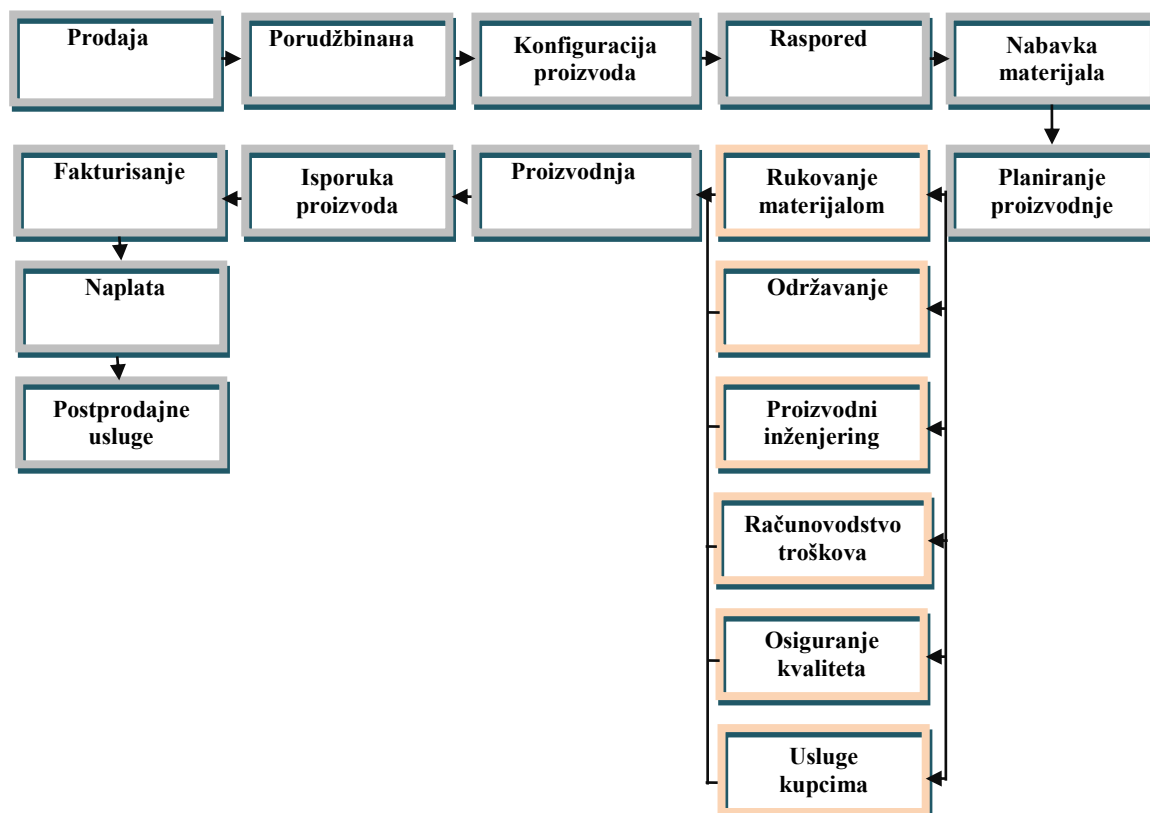 Prodaja
Porudžbinaна
Konfiguracija
proizvoda
Raspored
Nabavka
materijala
Fakturisanje
Isporuka
proizvoda
Proizvodnja
Rukovanje
materijalom
Planiranje
proizvodnje
Naplata
Održavanje
Postprodajne
usluge
Proizvodni
inženjering
Računovodstvo
troškova
Osiguranje
kvaliteta
Usluge
kupcima